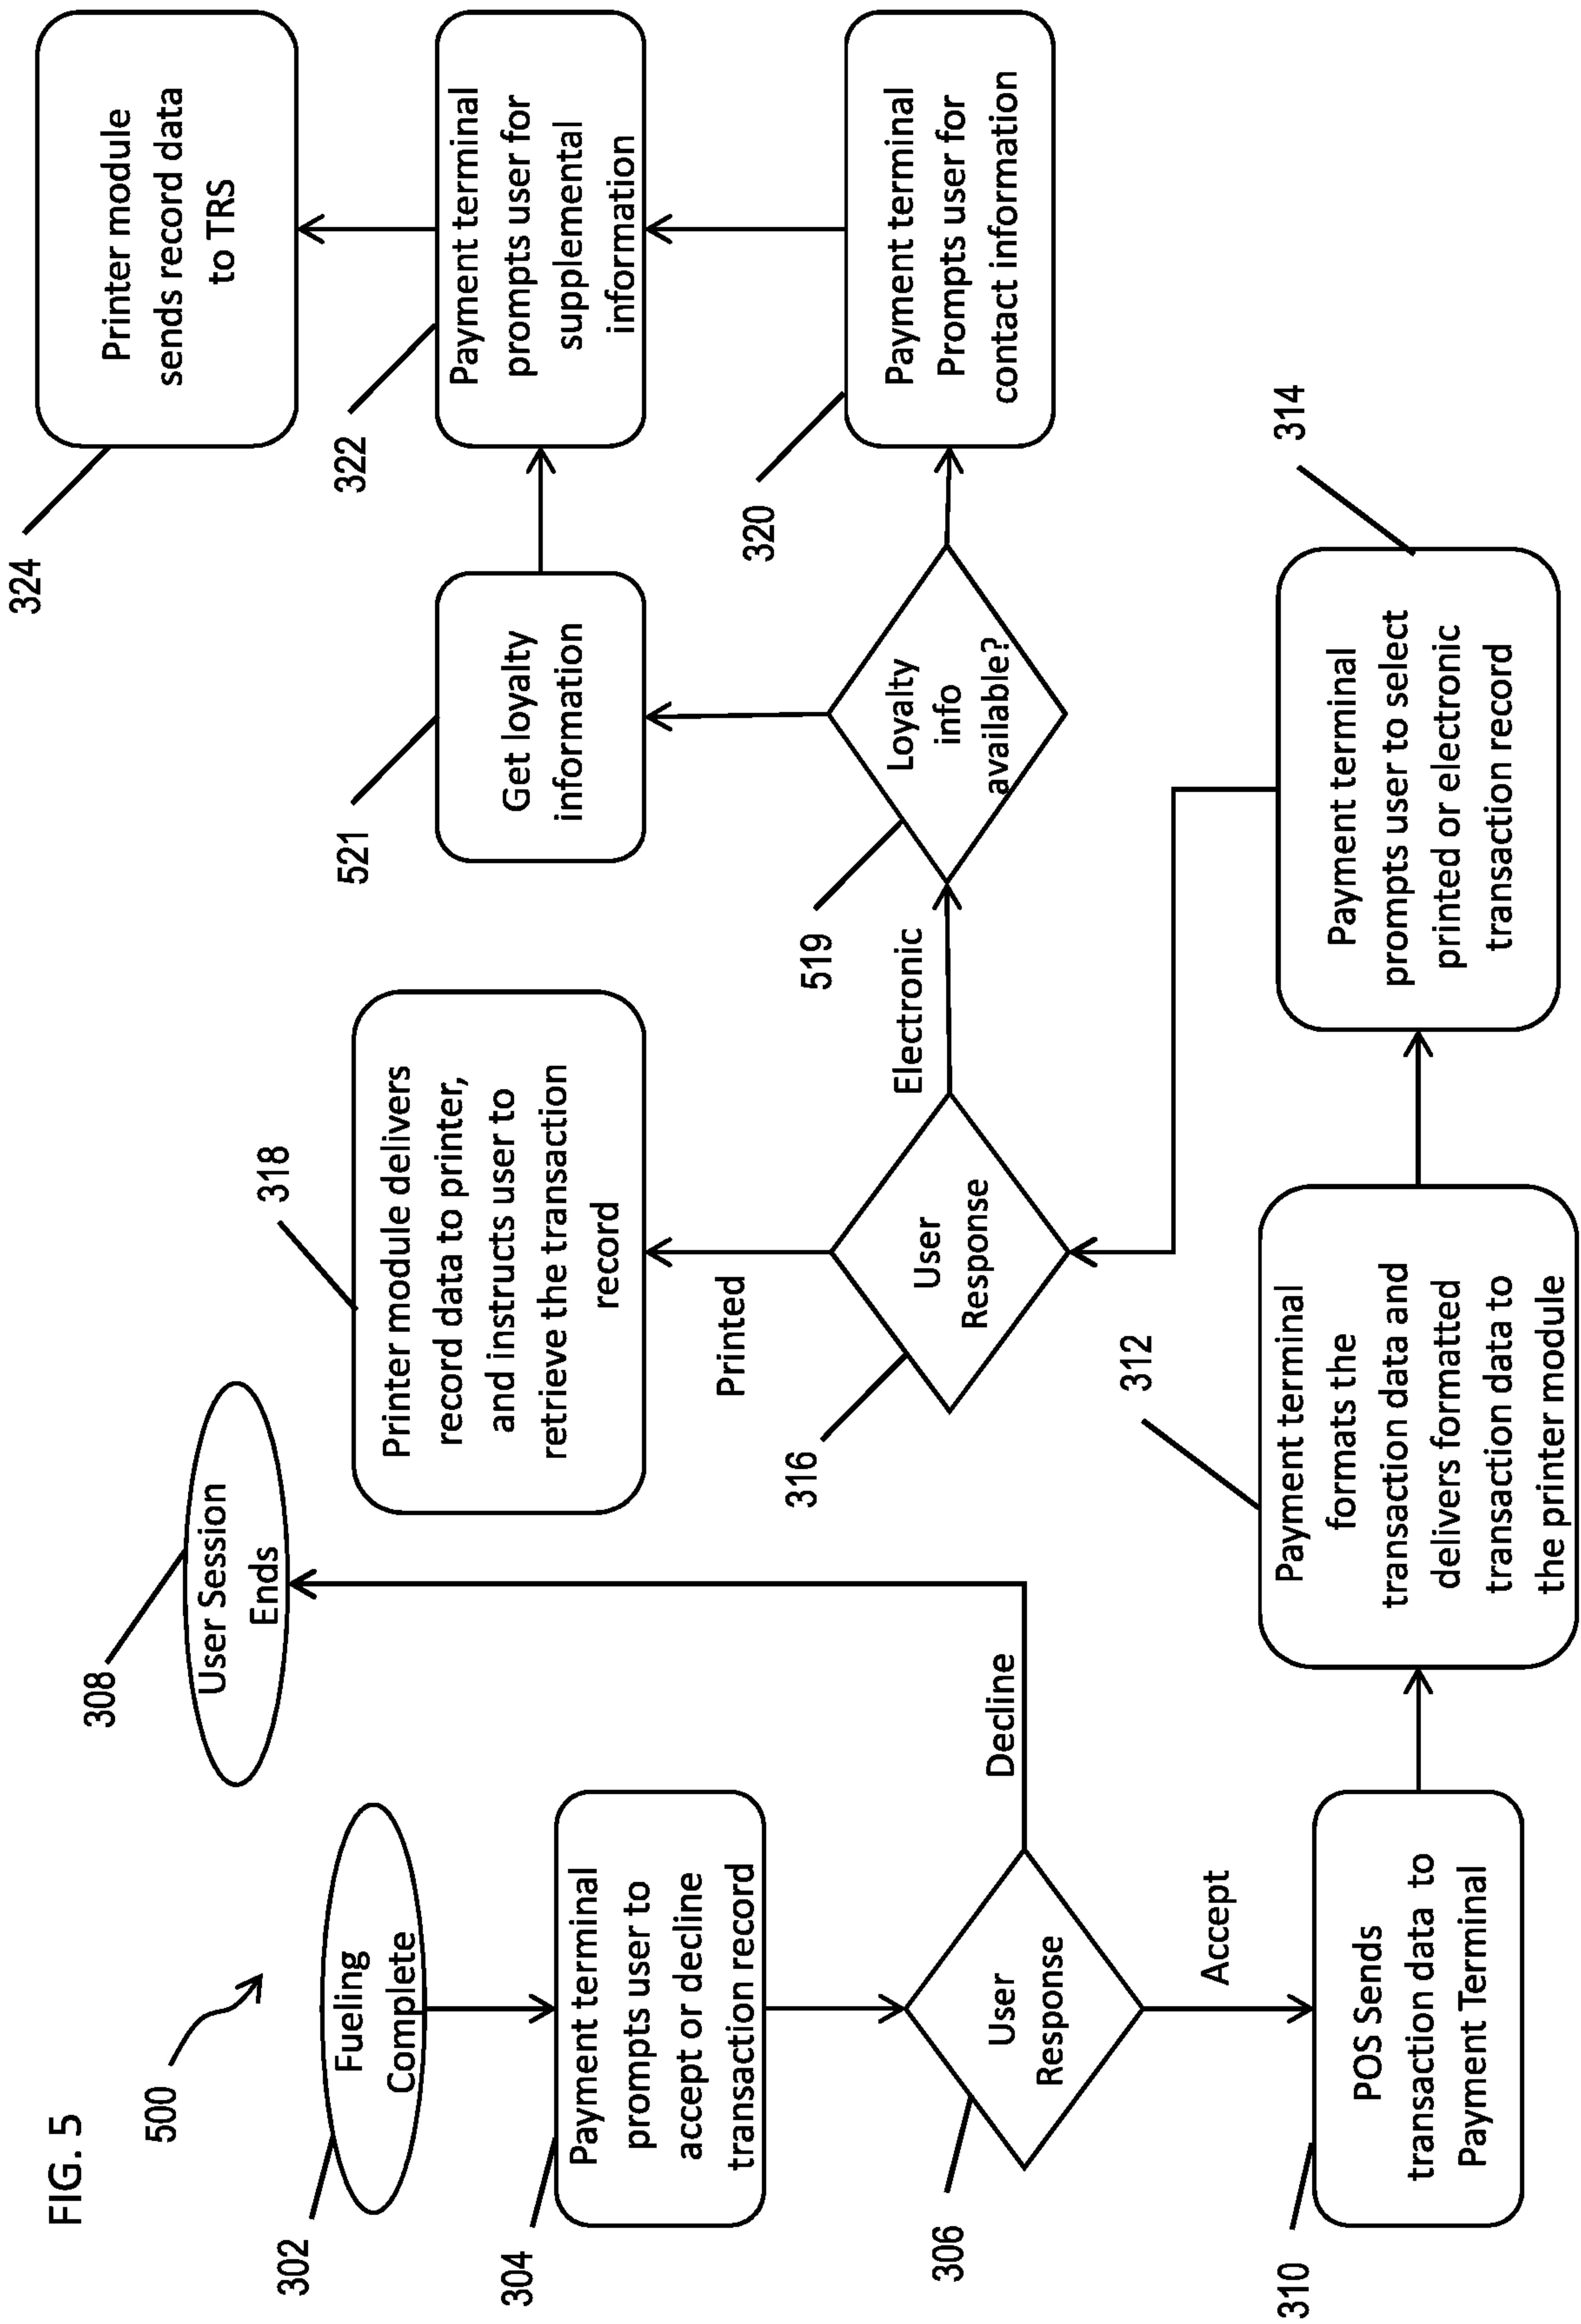 FIG. 5
500
302
Fueling
Complete
304
Payment terminal
prompts user to
accept or decline
transaction record
306
User
Response
Decline
Accept
308
User Session
Ends
310
POS Sends
transaction data to
Payment Terminal
312
Payment terminal
formats the
transaction data and
delivers formatted
transaction data to
the printer module
314
Payment terminal
prompts user to select
printed or electronic
transaction record
316
User
Response
Printed
Electronic
318
Printer module delivers
record data to printer,
and instructs user to
retrieve the transaction
record
519
Loyalty
info
available?
521
Get loyalty
information
320
Payment terminal
Prompts user for
contact information
322
Payment terminal
prompts user for
supplemental
information
324
Printer module
sends record data
to TRS